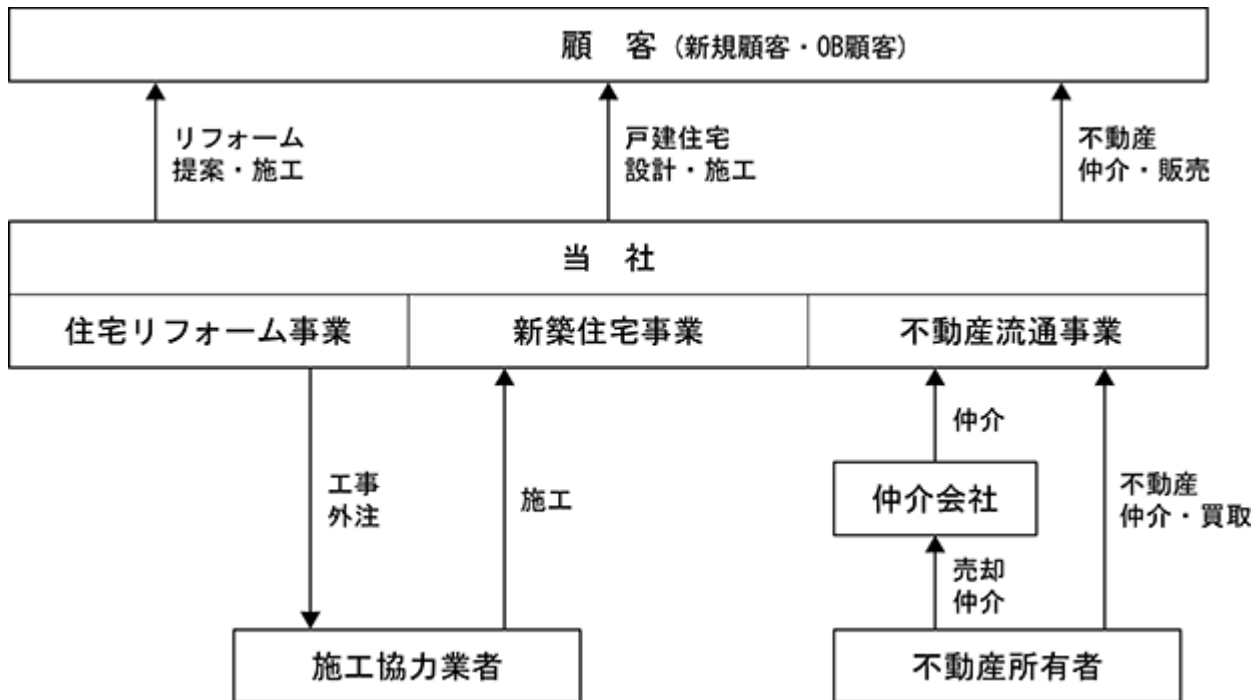 顧　客（新規顧客・OB顧客）
リフォーム
提案・施工
戸建住宅
設計・施工
不動産
仲介・販売
当　社
住宅リフォーム事業
新築住宅事業
不動産流通事業
工事
外注
施工
仲介
仲介会社
不動産
仲介・買取
売却
仲介
施工協力業者
不動産所有者